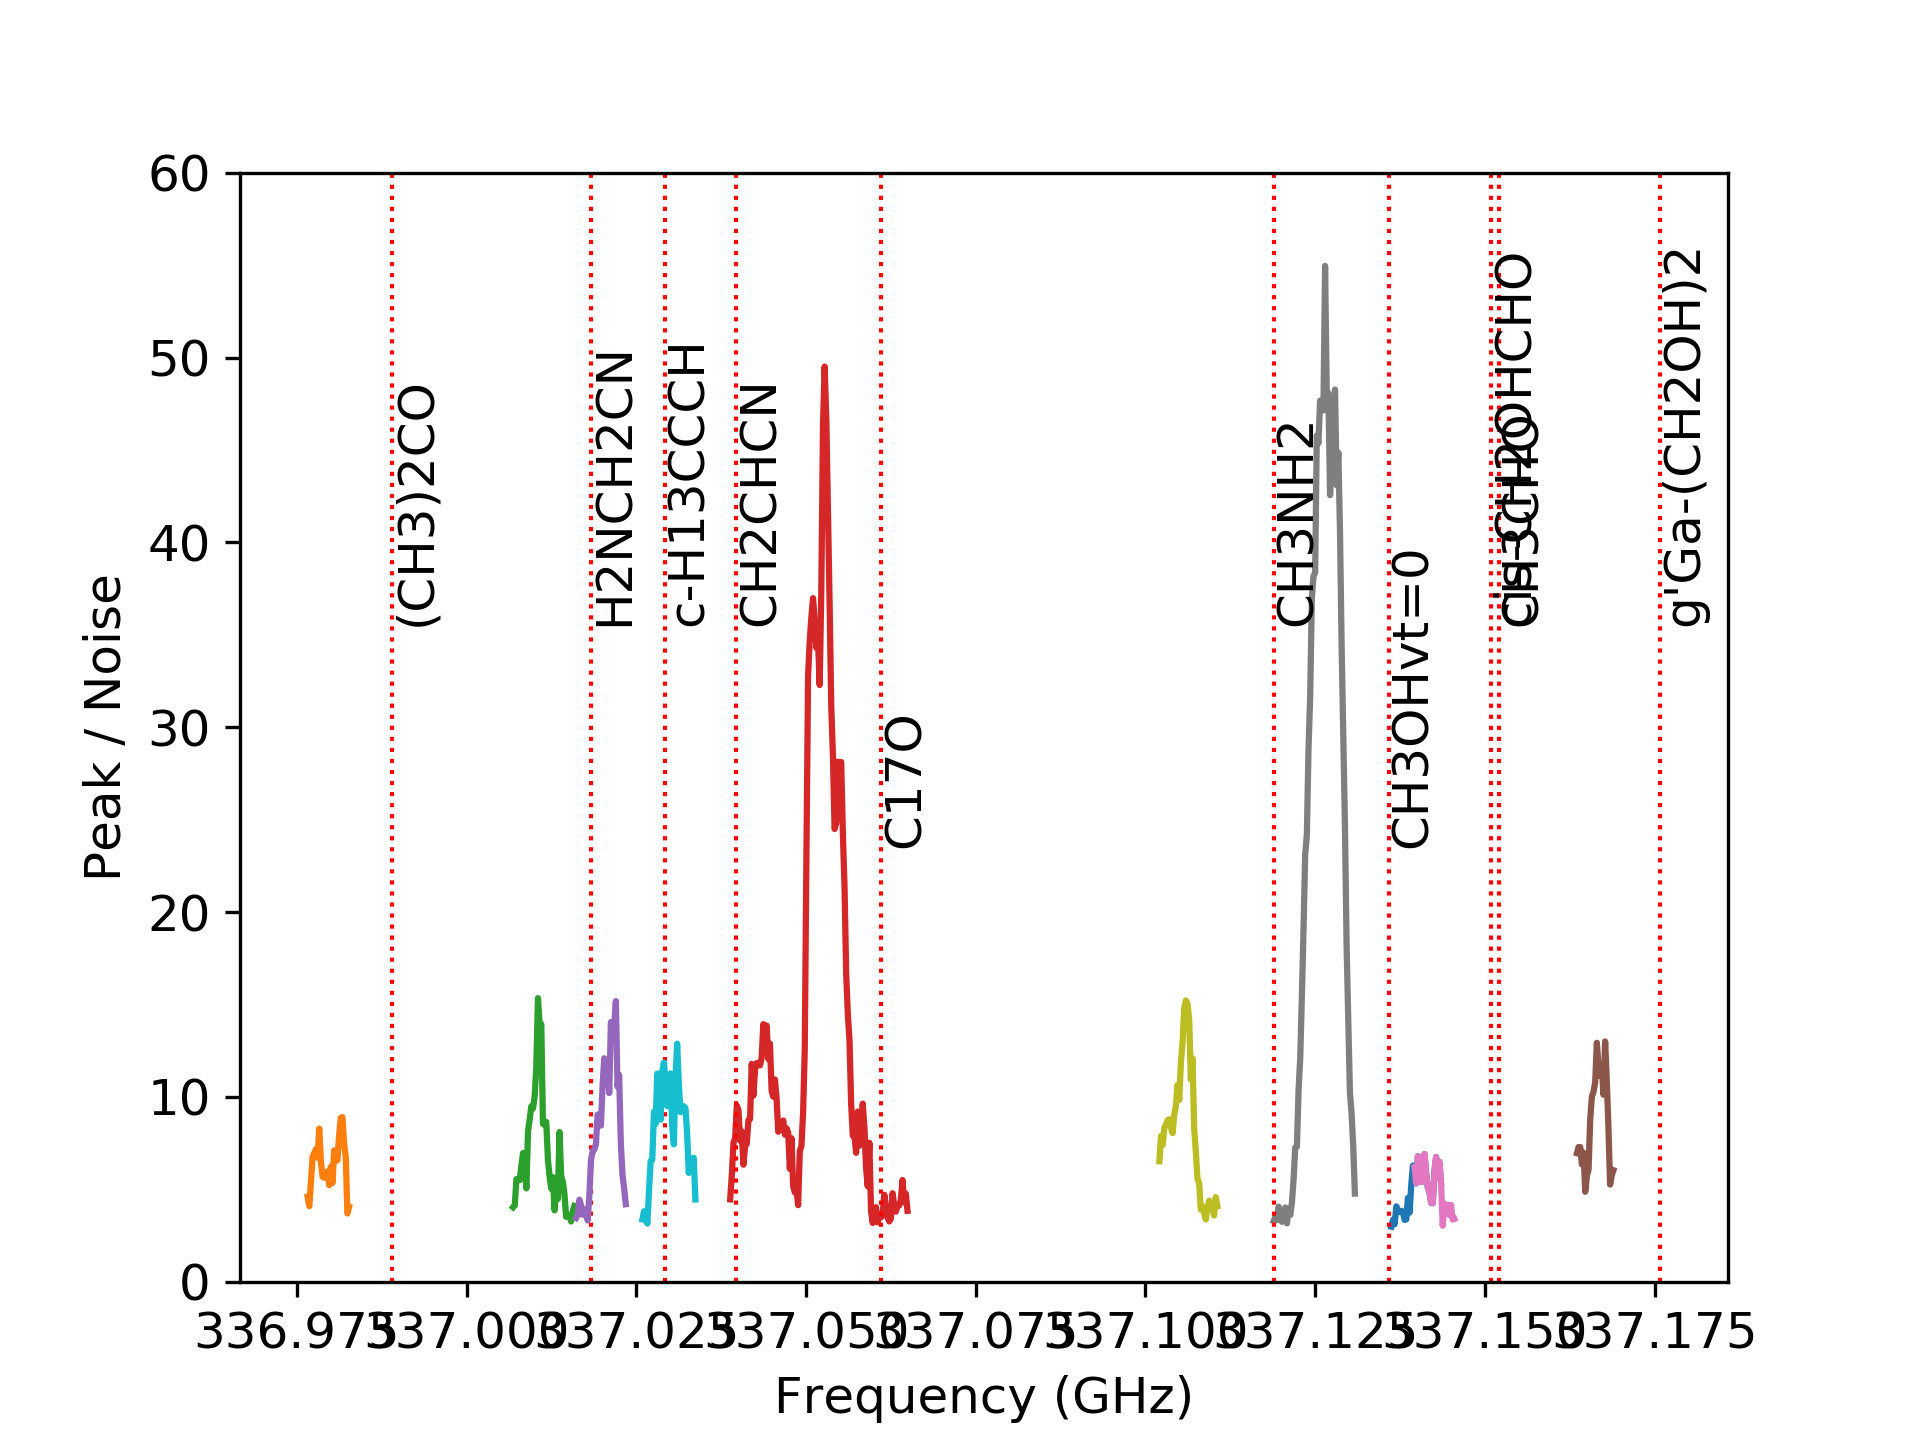 60
50
40
30
20
10
0
Peak / Noise
(CH3)2CO
H2NCH2CN
c-H13CCCH
CH2CHCN
C17O
CH3NH2
CH3OHvt=0
CH3CHO
g'Ga-(CH2OH)2
336.975
337.000
337.025
337.050
337.075
337.100
337.125
337.150
337.175
Frequency (GHz)